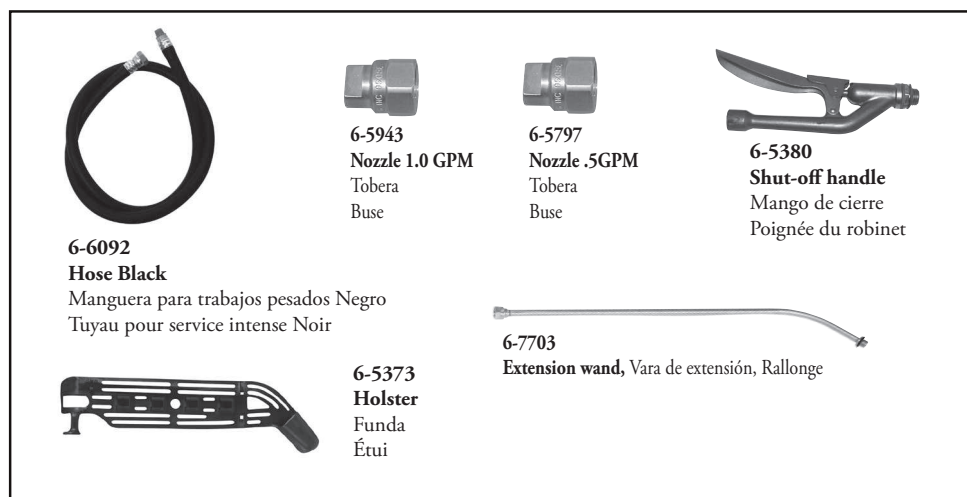 6-5943
Nozzle 1.0 GPM
Tobera
Buse
6-5797
Nozzle .5GPM
Tobera
Buse
6-5380
Shut-off handle
Mango de cierre
Poignée du robinet
6-6092
Hose Black
Manguera para trabajos pesados Negro
Tuyau pour service intense Noir
6-7703
Extension wand, Vara de extensión, Rallonge
6-5373
Holster
Funda
Étui